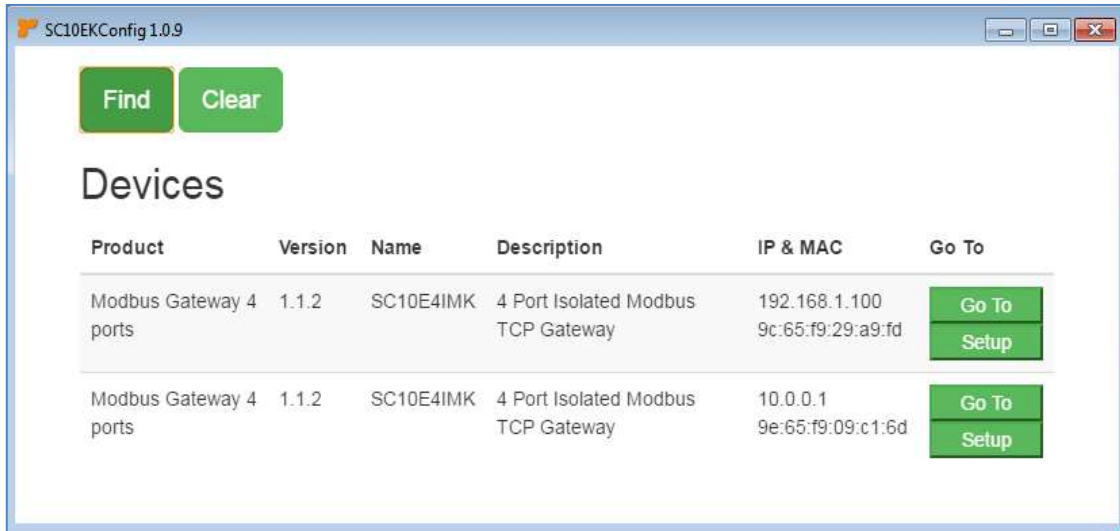 SC10EKConfig 1.0.9
Find Clear
Devices
Product Version Name Description IP & MAC Go To
Modbus Gateway 4 1.1.2 SC10E4IMK 4 Port Isolated Modbus 192.168.1.100 Go To
ports TCP Gateway 9c:65:f9:29:a9:fd Setup
Modbus Gateway 4 1.1.2 SC10E4IMK 4 Port Isolated Modbus 10.0.0.1 Go To
ports TCP Gateway 9e:65:f9:09:c1:6d Setup